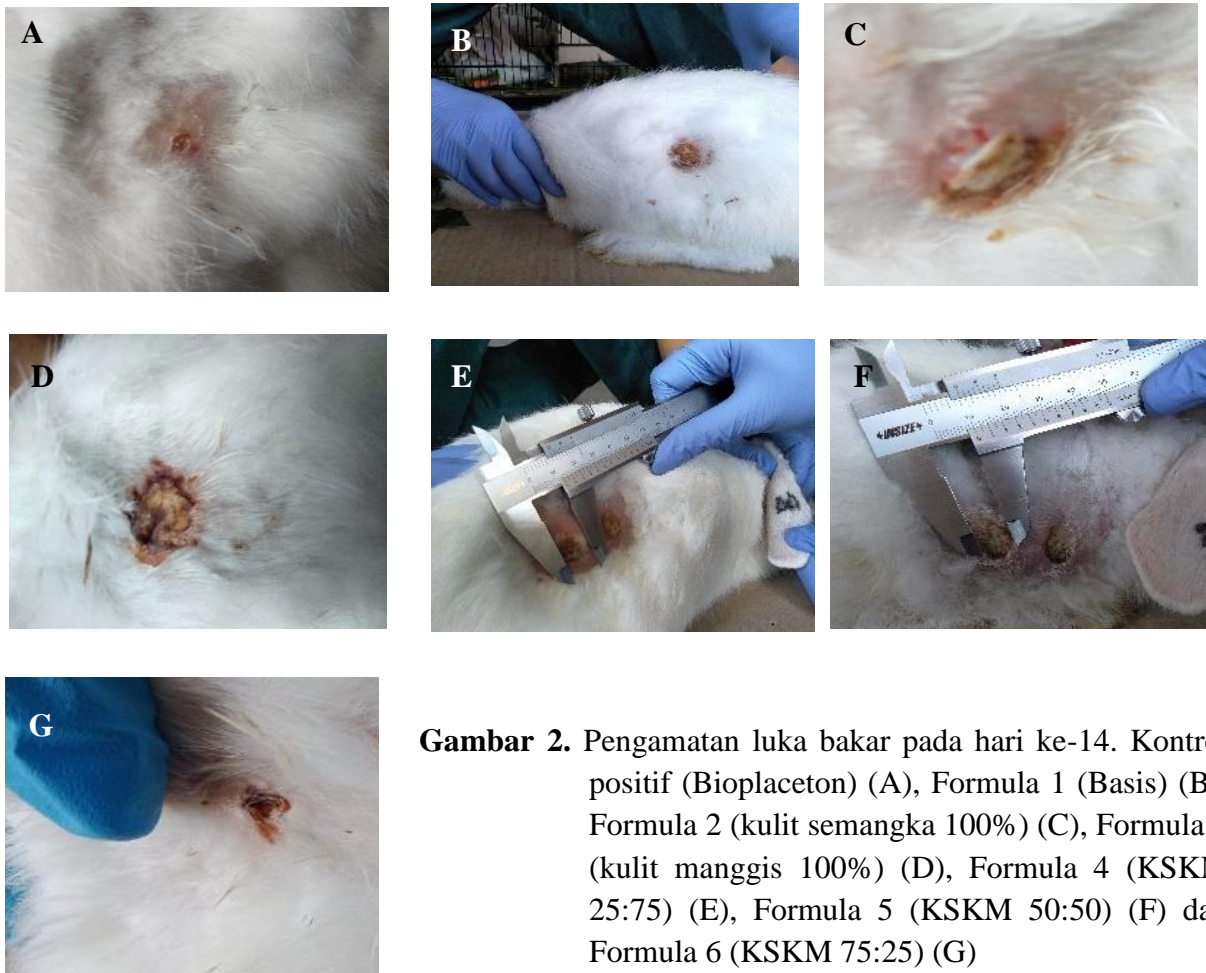 A
B
C
D
E
F
INSIZE
G
Gambar 2. Pengamatan luka bakar pada hari ke-14. Kontro
positif (Bioplaceton) (A), Formula 1 (Basis) (B
Formula 2 (kulit semangka 100%) (C), Formula
(kulit manggis 100%) (D), Formula 4 (KSKM
25:75) (E), Formula 5 (KSKM 50:50) (F) da
Formula 6 (KSKM 75:25) (G)